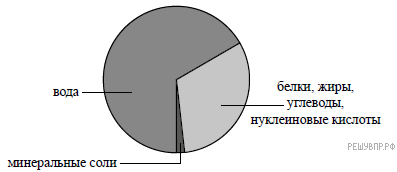 вода
белки, жиры,
углеводы,
нуклеиновые кислоты
минеральные соли
РЕШУВПР.РФ